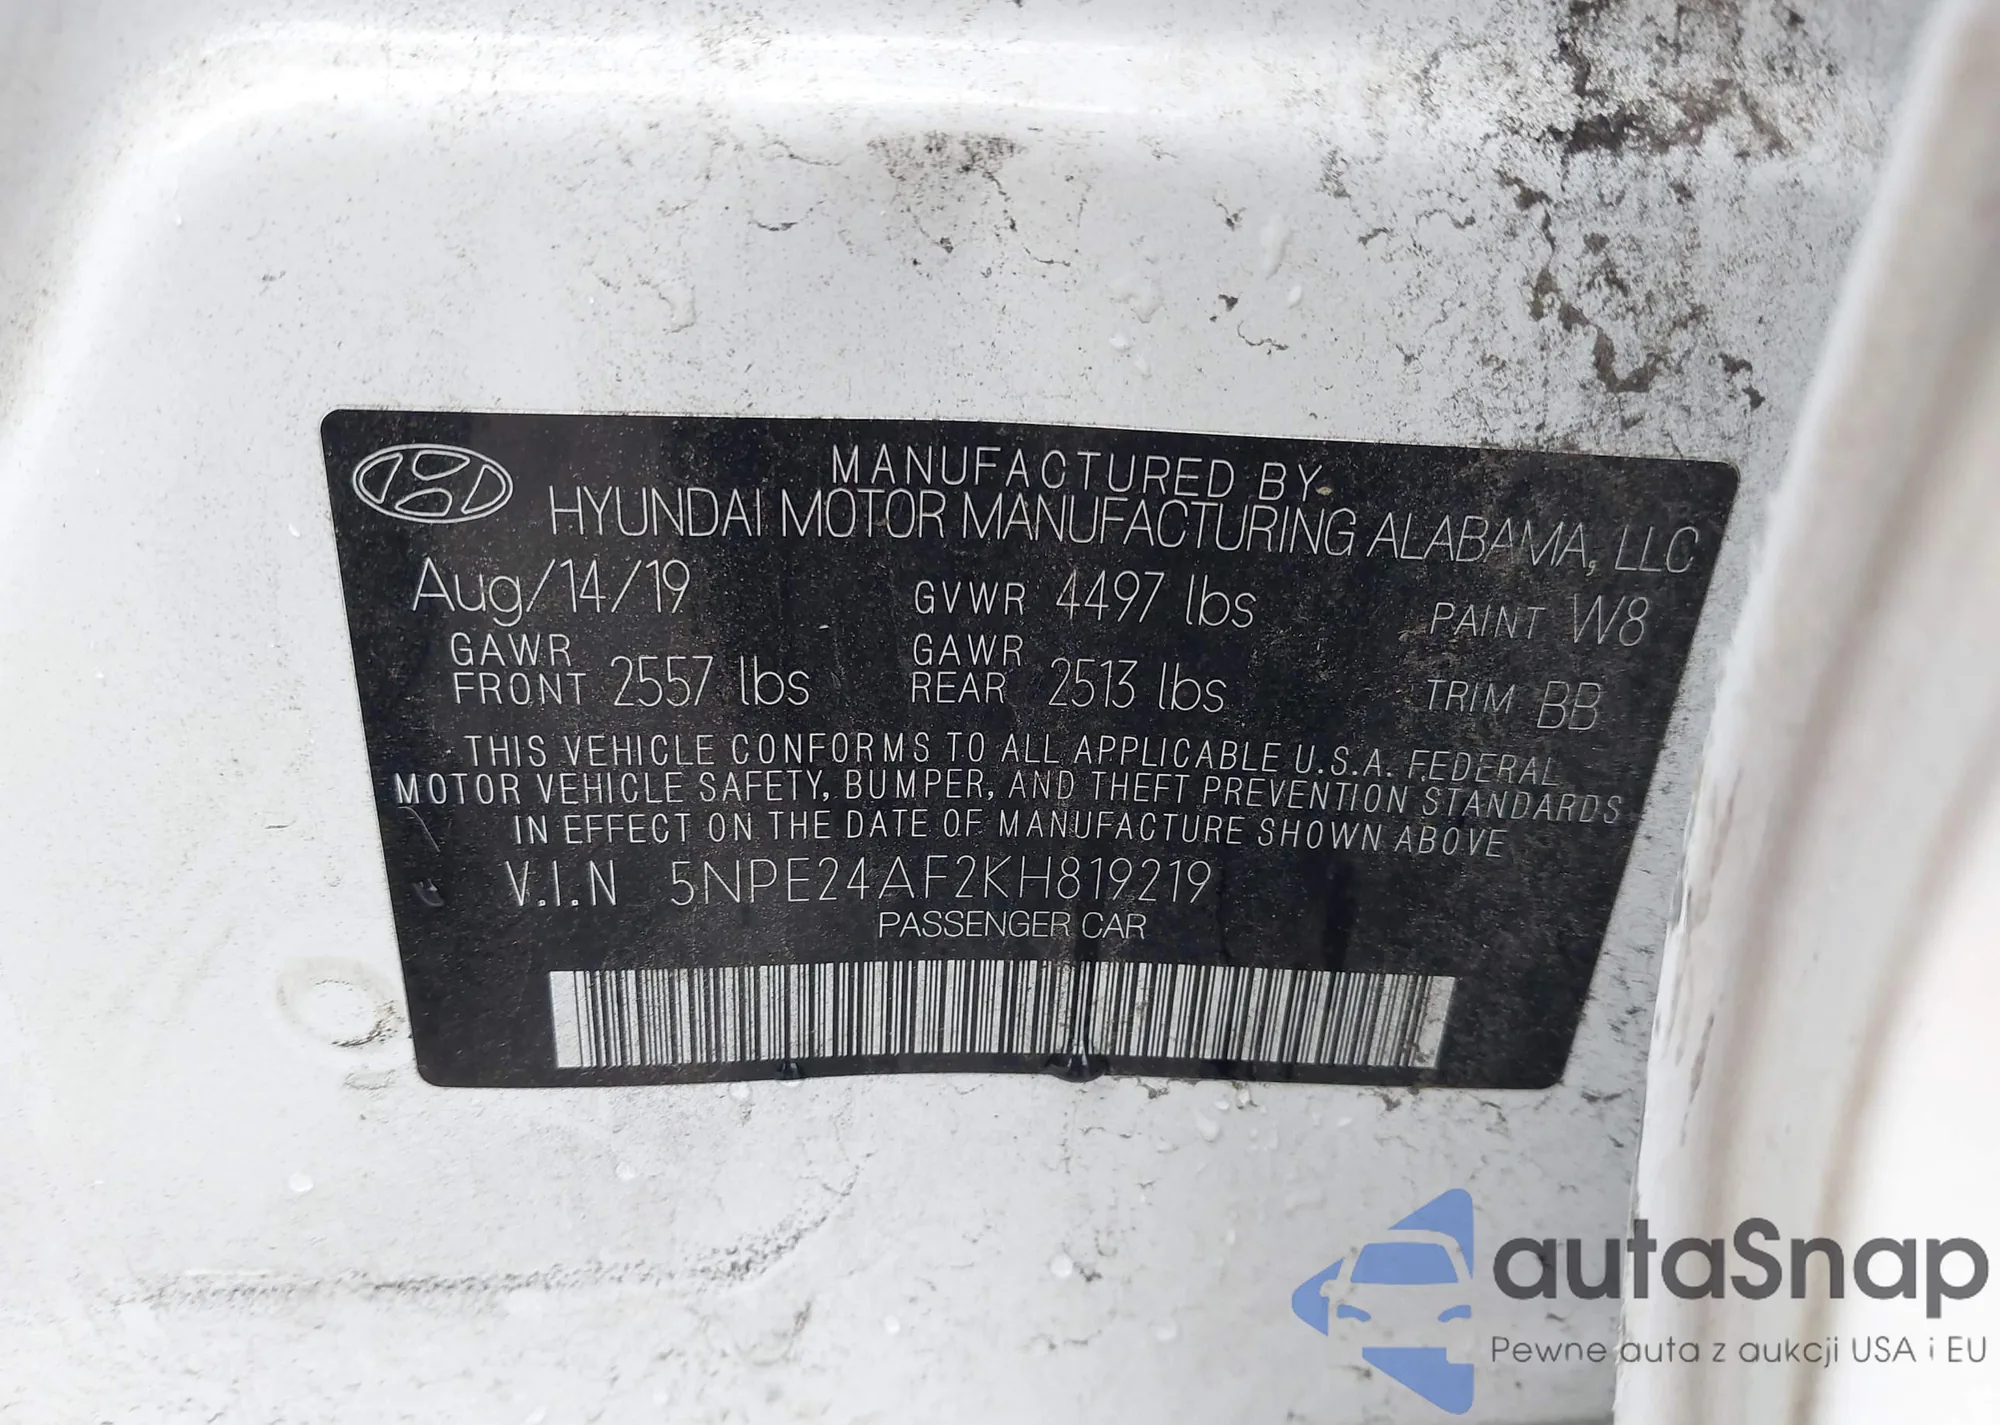 MANUFACTURED BY
HYUNDAI MOTOR MANUFACTURING ALABAMA, LLC
Aug/14/19 GVWR 4497 lbs PAINT W8
GAWR FRONT 2557 lbs GAWR REAR 2513 lbs TRIM BB
THIS VEHICLE CONFORMS TO ALL APPLICABLE U.S.A. FEDERAL
MOTOR VEHICLE SAFETY, BUMPER, AND THEFT PREVENTION STANDARDS
IN EFFECT ON THE DATE OF MANUFACTURE SHOWN ABOVE
V.I.N 5NPE24AF2KH819219
PASSENGER CAR
autaSnap
Pewne auta z aukcji USA i EU